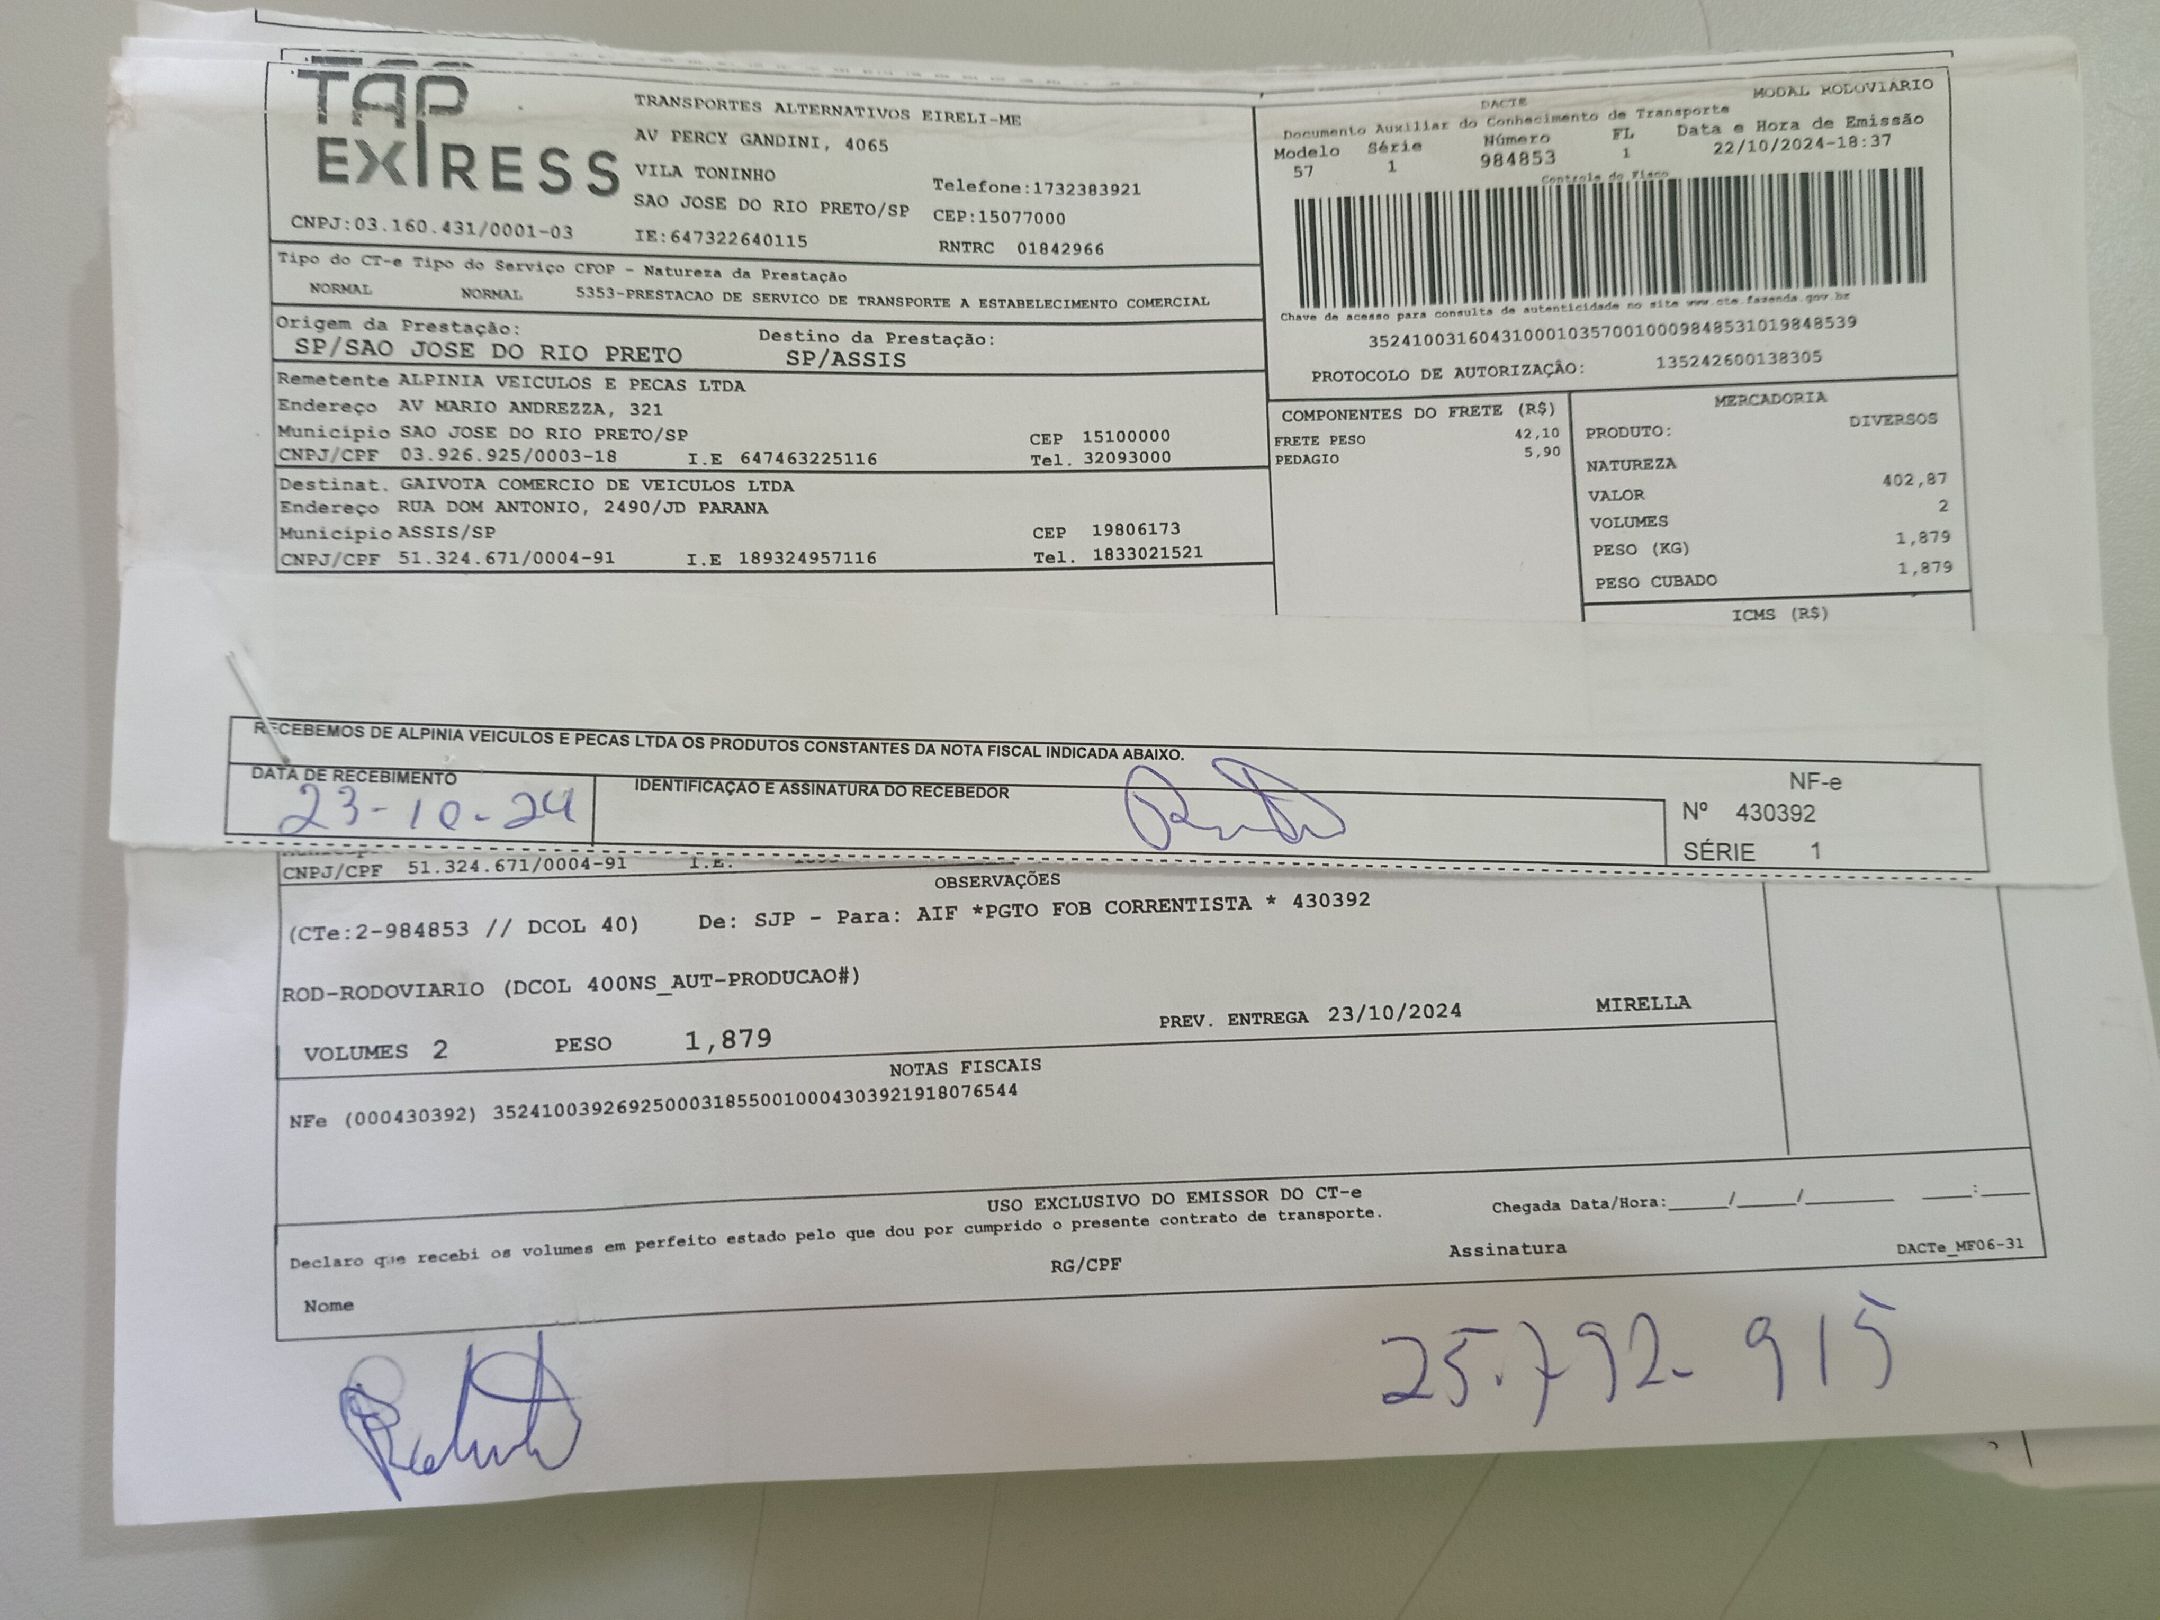 TAP
EXPRESS
TRANSPORTES ALTERNATIVOS EIRELI-ME
AV PERCY GANDINI, 4065
VILA TONINHO
Telefone:1732383921
SAO JOSE DO RIO PRETO/SP CEP:15077000
CNPJ:03.160.431/0001-03 IE:647322640115 RNTRC 01842966
DACTE MODAL RODOVIÁRIO
Documento Auxiliar do Conhecimento de Transporte
Modelo Série Número FL Data e Hora de Emissão
57 1 984853 1 22/10/2024-18:37
Controle do Fisco
Chave de acesso para consulta de autenticidade no site www.cte.fazenda.gov.br
35241003160431000103570010009848531019848539
PROTOCOLO DE AUTORIZAÇÂO: 135242600138305
Tipo do CT-e Tipo do Serviço CFOP - Natureza da Prestação
NORMAL NORMAL 5353-PRESTACAO DE SERVICO DE TRANSPORTE A ESTABELECIMENTO COMERCIAL
Origem da Prestação: Destino da Prestação:
SP/SAO JOSE DO RIO PRETO SP/ASSIS
Remetente ALPINIA VEICULOS E PECAS LTDA
Endereço AV MARIO ANDREZZA, 321
Municípío SAO JOSE DO RIO PRETO/SP CEP 15100000
CNPJ/CPF 03.926.925/0003-18 I.E 647463225116 Tel. 32093000
Destinat. GAIVOTA COMERCIO DE VEICULOS LTDA
Endereço RUA DOM ANTONIO, 2490/JD PARANA
Municípío ASSIS/SP CEP 19806173
CNPJ/CPF 51.324.671/0004-91 I.E 189324957116 Tel. 1833021521
COMPONENTES DO FRETE (R$)
FRETE PESO 42,10
PEDAGIO 5,90
MERCADORIA
PRODUTO: DIVERSOS
NATUREZA
VALOR 402,87
VOLUMES 2
PESO (KG) 1,879
PESO CUBADO 1,879
ICMS (R$)
RECEBEMOS DE ALPINIA VEICULOS E PECAS LTDA OS PRODUTOS CONSTANTES DA NOTA FISCAL INDICADA ABAIXO.
DATA DE RECEBIMENTO IDENTIFICAÇAO E ASSINATURA DO RECEBEDOR
23-10-24
NF-e
Nº 430392
SÉRIE 1
CNPJ/CPF 51.324.671/0004-91 I.E.
OBSERVAÇÕES
(CTe:2-984853 // DCOL 40) De: SJP - Para: AIF *PGTO FOB CORRENTISTA * 430392
ROD-RODOVIARIO (DCOL 400NS_AUT-PRODUCAO#)
VOLUMES 2 PESO 1,879 PREV. ENTREGA 23/10/2024 MIRELLA
NOTAS FISCAIS
NFe (000430392) 35241003926925000318550010004303921918076544
USO EXCLUSIVO DO EMISSOR DO CT-e
Declaro que recebi os volumes em perfeito estado pelo que dou por cumprido o presente contrato de transporte.
Chegada Data/Hora:_____/_____/_______ ____:____
Nome RG/CPF Assinatura DACTe_MF06-31
25.792.915